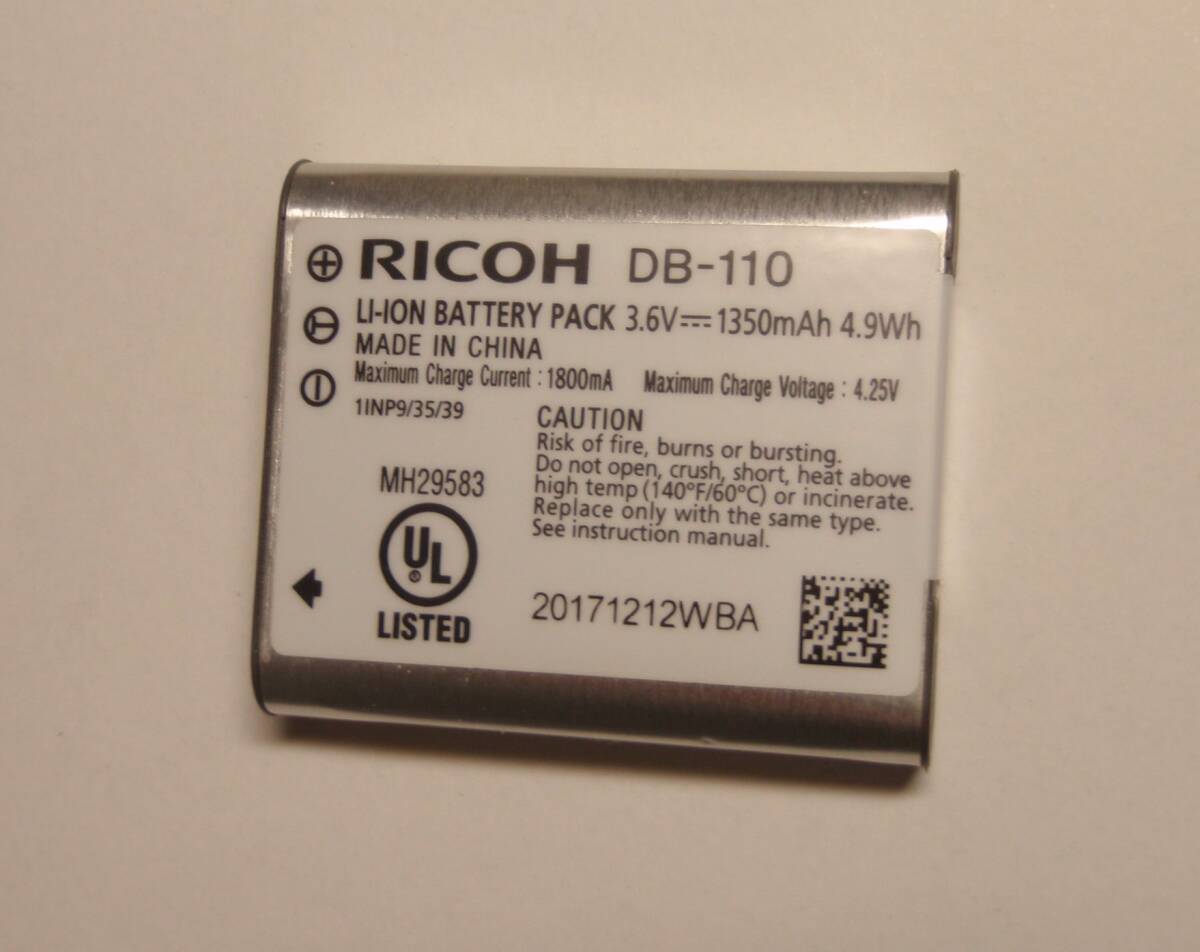 RICOH DB-110
LI-ION BATTERY PACK 3.6V⎓1350mAh 4.9Wh
MADE IN CHINA
Maximum Charge Current : 1800mA Maximum Charge Voltage : 4.25V
1INP9/35/39
CAUTION
Risk of fire, burns or bursting.
Do not open, crush, short, heat above
high temp (140°F/60°C) or incinerate.
Replace only with the same type.
See instruction manual.
MH29583
UL®
LISTED
20171212WBA